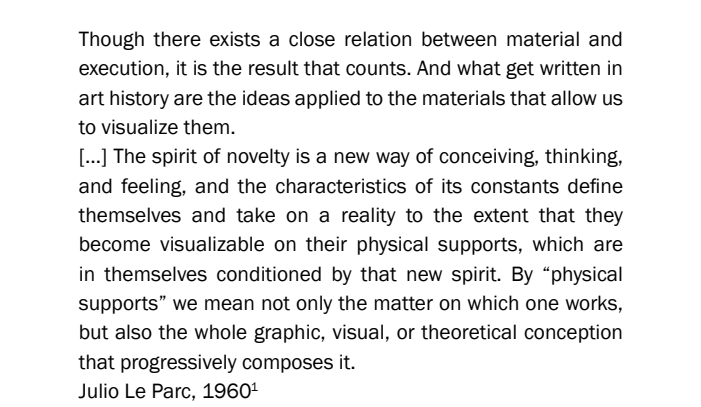 Though there exists a close relation between material and
execution, it is the result that counts. And what get written in
art history are the ideas applied to the materials that allow us
to visualize them.
[...] The spirit of novelty is a new way of conceiving, thinking,
and feeling, and the characteristics of its constants define
themselves and take on a reality to the extent that they
become visualizable on their physical supports, which are
in themselves conditioned by that new spirit. By “physical
supports” we mean not only the matter on which one works,
but also the whole graphic, visual, or theoretical conception
that progressively composes it.
Julio Le Parc, 1960¹